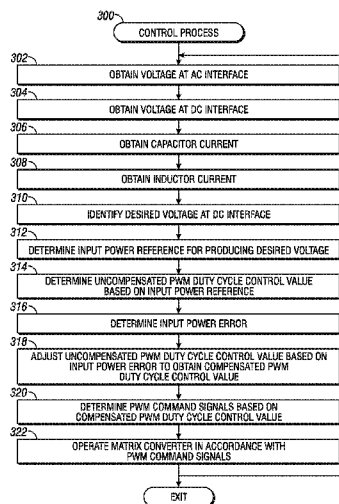 300
CONTROL PROCESS
302
OBTAIN VOLTAGE AT AC INTERFACE
304
OBTAIN VOLTAGE AT DC INTERFACE
306
OBTAIN CAPACITOR CURRENT
308
OBTAIN INDUCTOR CURRENT
310
IDENTIFY DESIRED VOLTAGE AT DC INTERFACE
312
DETERMINE INPUT POWER REFERENCE FOR PRODUCING DESIRED VOLTAGE
314
DETERMINE UNCOMPENSATED PWM DUTY CYCLE CONTROL VALUE
BASED ON INPUT POWER REFERENCE
316
DETERMINE INPUT POWER ERROR
318
ADJUST UNCOMPENSATED PWM DUTY CYCLE CONTROL VALUE BASED ON
INPUT POWER ERROR TO OBTAIN COMPENSATED PWM
DUTY CYCLE CONTROL VALUE
320
DETERMINE PWM COMMAND SIGNALS BASED ON
COMPENSATED PWM DUTY CYCLE CONTROL VALUE
322
OPERATE MATRIX CONVERTER IN ACCORDANCE WITH
PWM COMMAND SIGNALS
EXIT